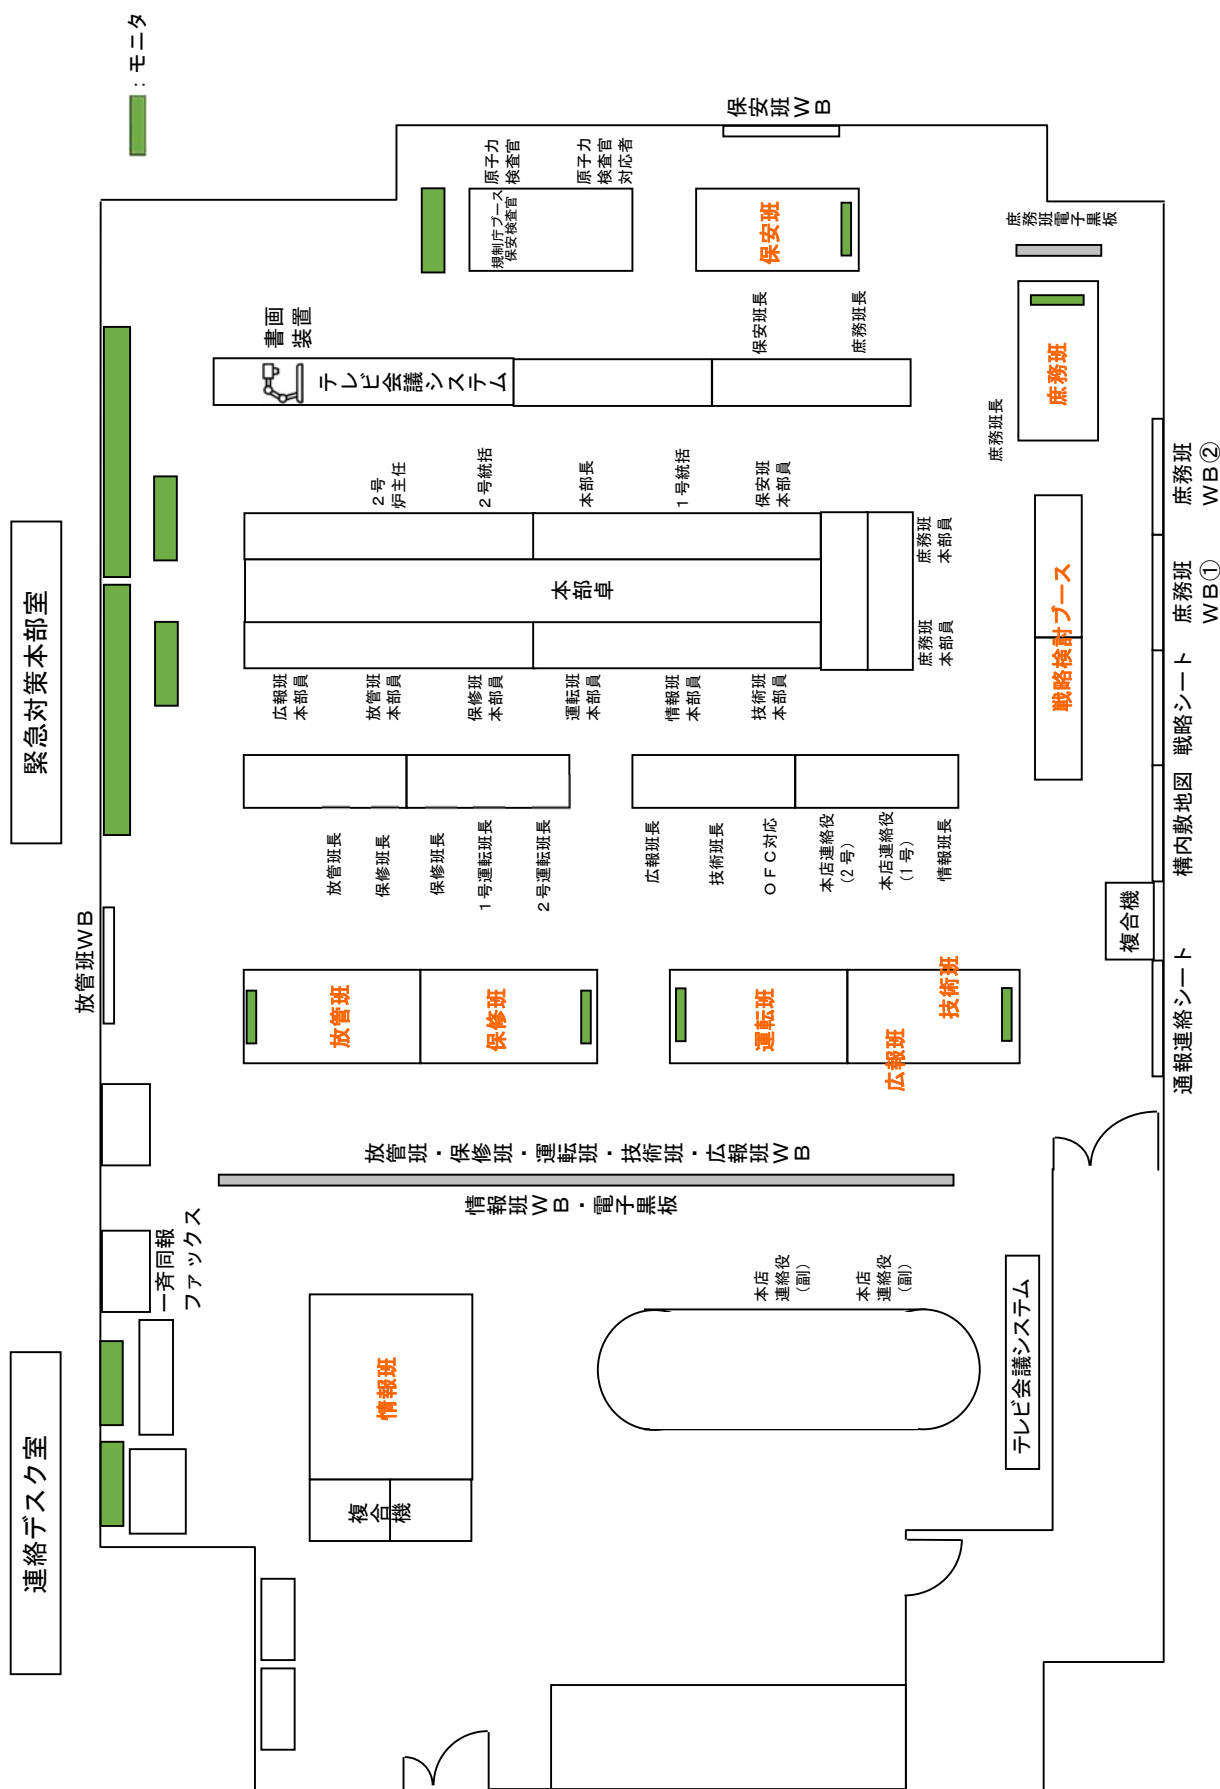 ：モニタ
緊急対策本部室
連絡デスク室
保安班
ＷＢ
原子力
検査官
原子力
検査官
対応者
規制庁ブース
保安検査官
保安班
庶務班電子黒板
書画
装置
テレビ会議システム
保安班長
庶務班長
庶務班
庶務班長
２号
炉主任
２号統括
本部長
１号統括
保安班
本部員
庶務班
本部員
本部卓
庶務班
本部員
広報班
本部員
放管班
本部員
保修班
本部員
運転班
本部員
情報班
本部員
技術班
本部員
戦略検討ブース
庶務班
ＷＢ②
庶務班
ＷＢ①
戦略シート
構内敷地図
複合機
通報連絡シート
放管班長
保修班長
保修班長
１号運転班長
２号運転班長
広報班長
技術班長
ＯＦＣ対応
本店連絡役
（２号）
本店連絡役
（１号）
情報班長
放管班ＷＢ
放管班
保修班
運転班
広報班
技術班
放管班・保修班・運転班・技術班・広報班ＷＢ
情報班ＷＢ・電子黒板
一斉同報
ファックス
情報班
複合機
本店
連絡役
（副）
本店
連絡役
（副）
テレビ会議システム